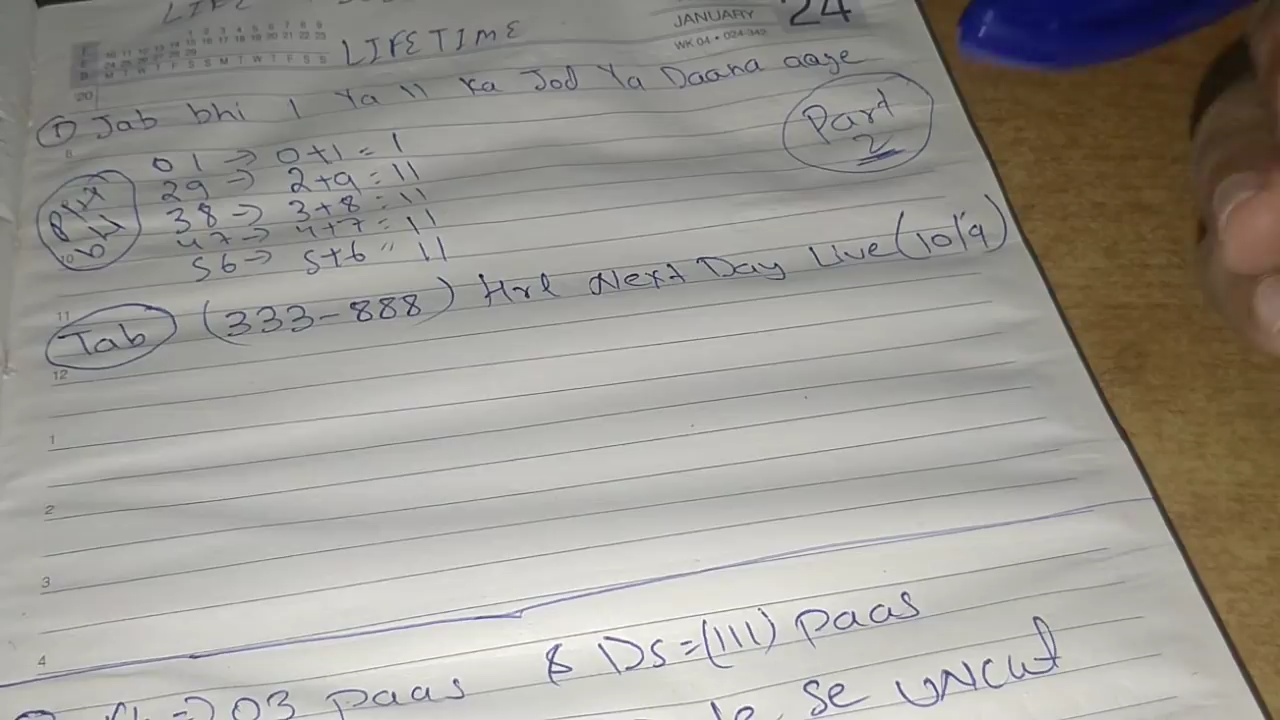 LIFETIME
JANUARY 24
WK 04 • 024-342
① Jab bhi 1 Ya 11 Ka Jod Ya Daana aaye
Part 2
01 → 0+1 = 1
29 → 2+9 = 11
38 → 3+8 = 11
47 → 4+7 = 11
56 → 5+6 = 11
Tab (333-888) Hrl Next Day Live (10/9)
03 paas & Ds=(111) paas
se UNCUT